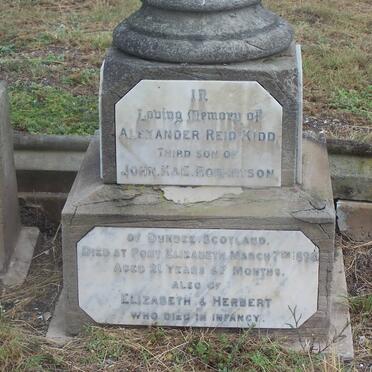 IN
Loving Memory of
ALEXANDER REID KIDD
THIRD SON OF
JOHN
OF DUNDEE, SCOTLAND.
DIED AT PORT ELIZABETH MARCH 7TH
AGED 21 YEARS MONTHS.
ALSO OF
ELIZABETH & HERBERT
WHO DIED IN INFANCY.